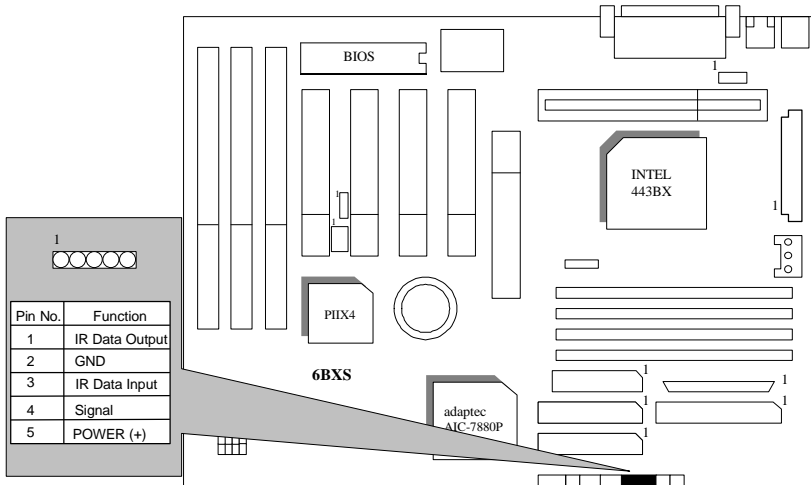 BIOS
1
INTEL
443BX
1
1
1
1
Pin No. Function
1 IR Data Output
2 GND
3 IR Data Input
4 Signal
5 POWER (+)
PIIX4
6BXS
adaptec
AIC-7880P
1
1
1
1
1